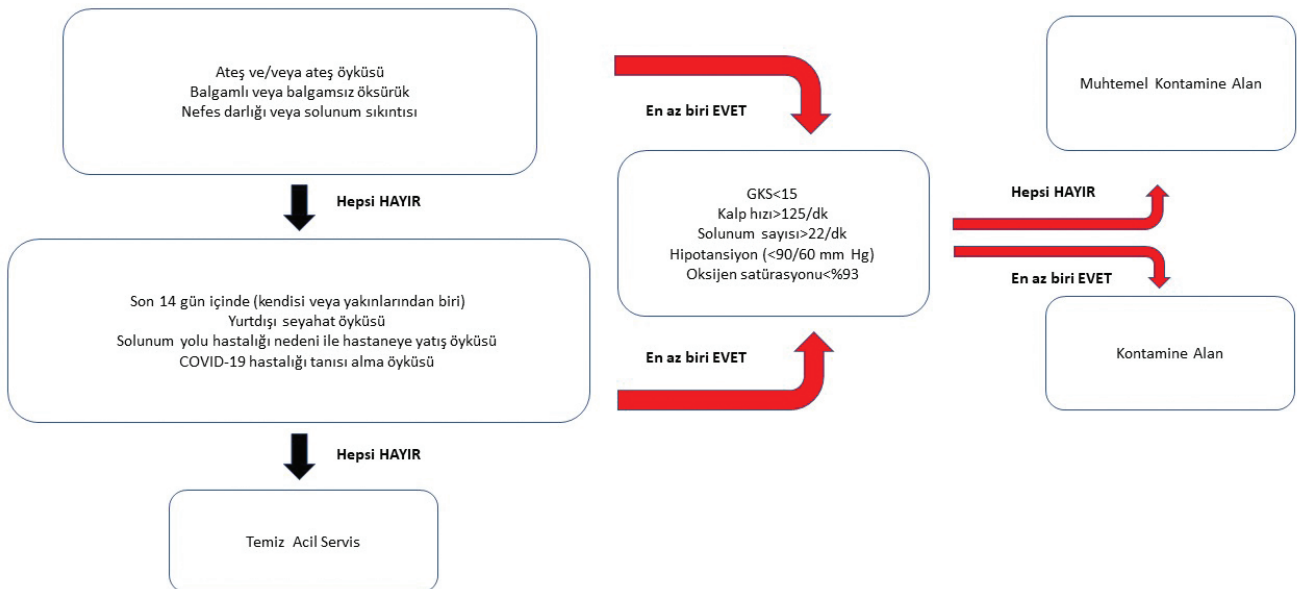 Ateş ve/veya ateş öyküsü
Balgamlı veya balgamsız öksürük
Nefes darlığı veya solunum sıkıntısı
En az biri EVET
Muhtemel Kontamine Alan
Hepsi HAYIR
GKS<15
Kalp hızı>125/dk
Solunum sayısı>22/dk
Hipotansiyon (<90/60 mm Hg)
Oksijen satürasyonu<%93
Hepsi HAYIR
En az biri EVET
Son 14 gün içinde (kendisi veya yakınlarından biri)
Yurtdışı seyahat öyküsü
Solunum yolu hastalığı nedeni ile hastaneye yatış öyküsü
COVID-19 hastalığı tanısı alma öyküsü
En az biri EVET
Kontamine Alan
Hepsi HAYIR
Temiz Acil Servis